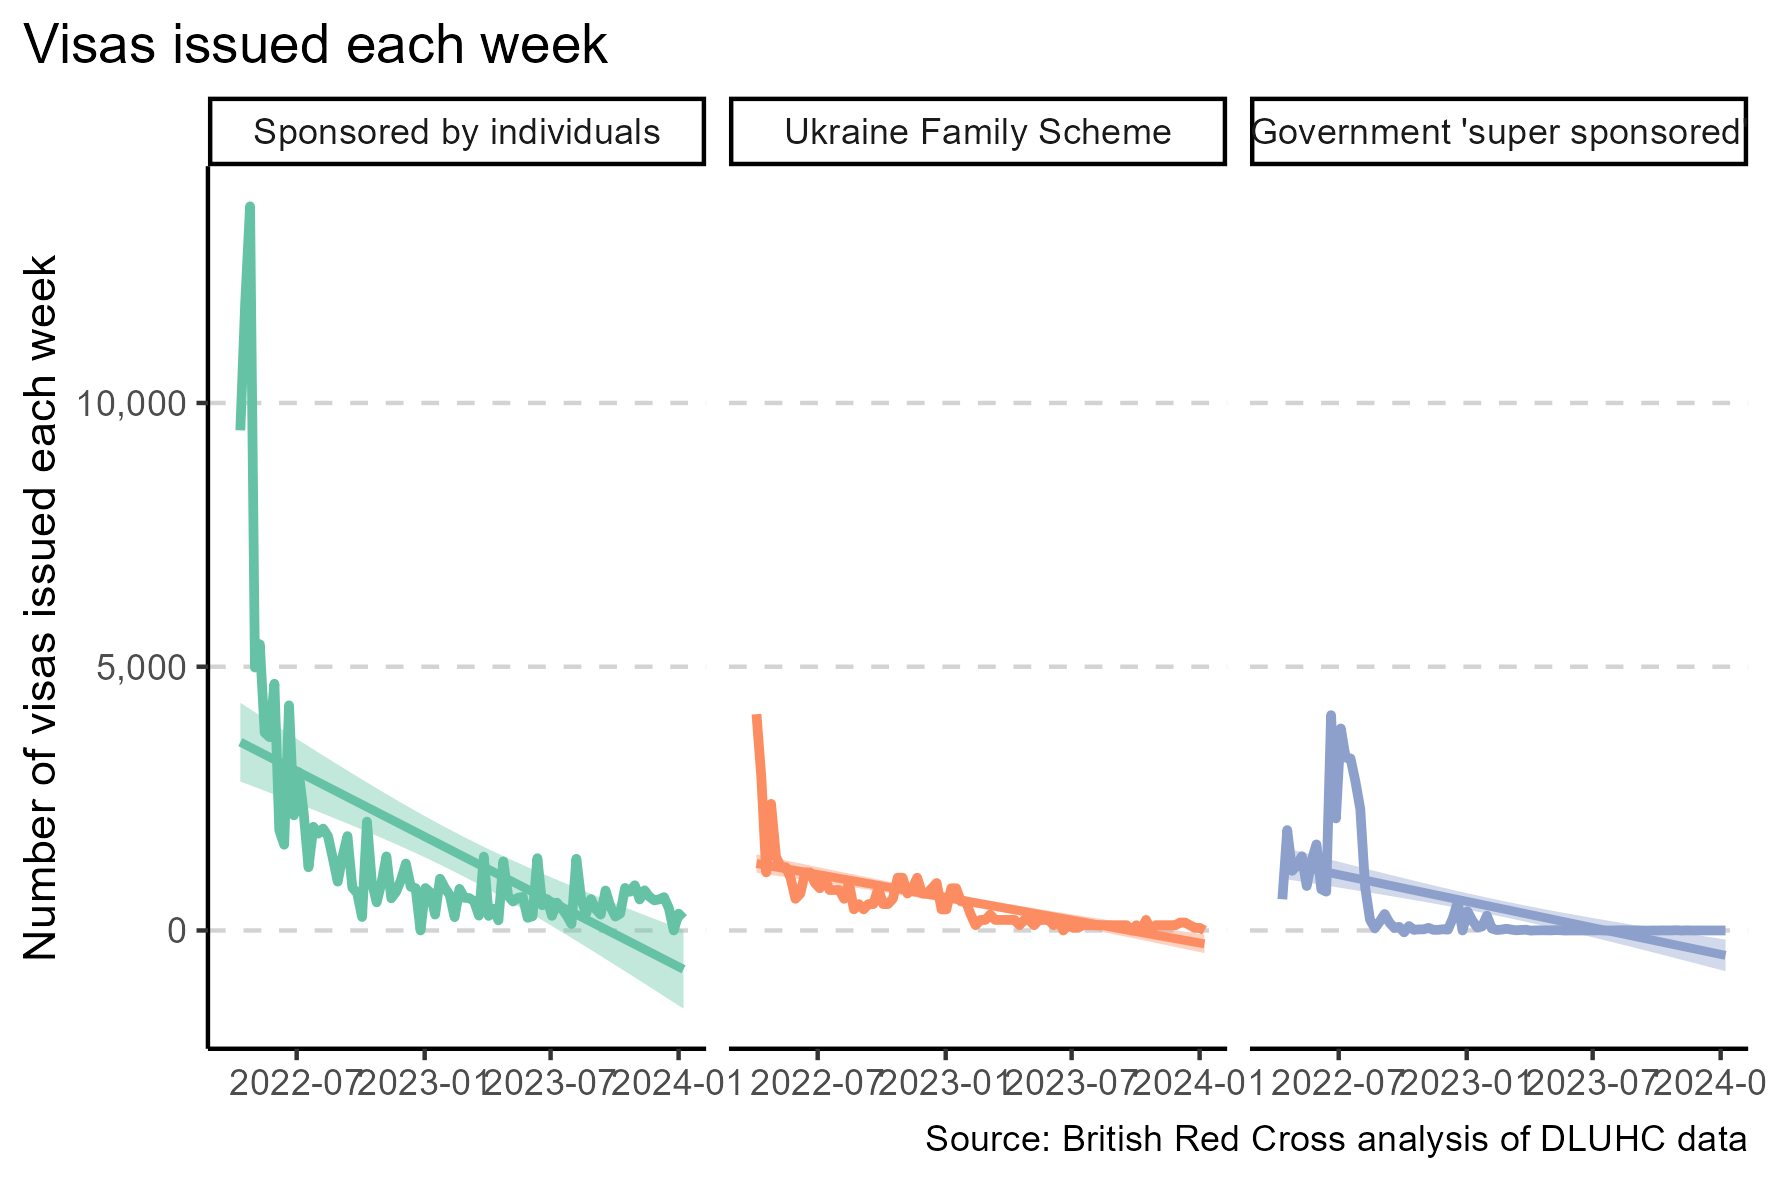 Visas issued each week
Sponsored by individuals
Ukraine Family Scheme
Government 'super sponsored'
Number of visas issued each week
10,000
5,000
0
2022-07 2023-01 2023-07 2024-01 2022-07 2023-01 2023-07 2024-01 2022-07 2023-01 2023-07 2024-0
Source: British Red Cross analysis of DLUHC data